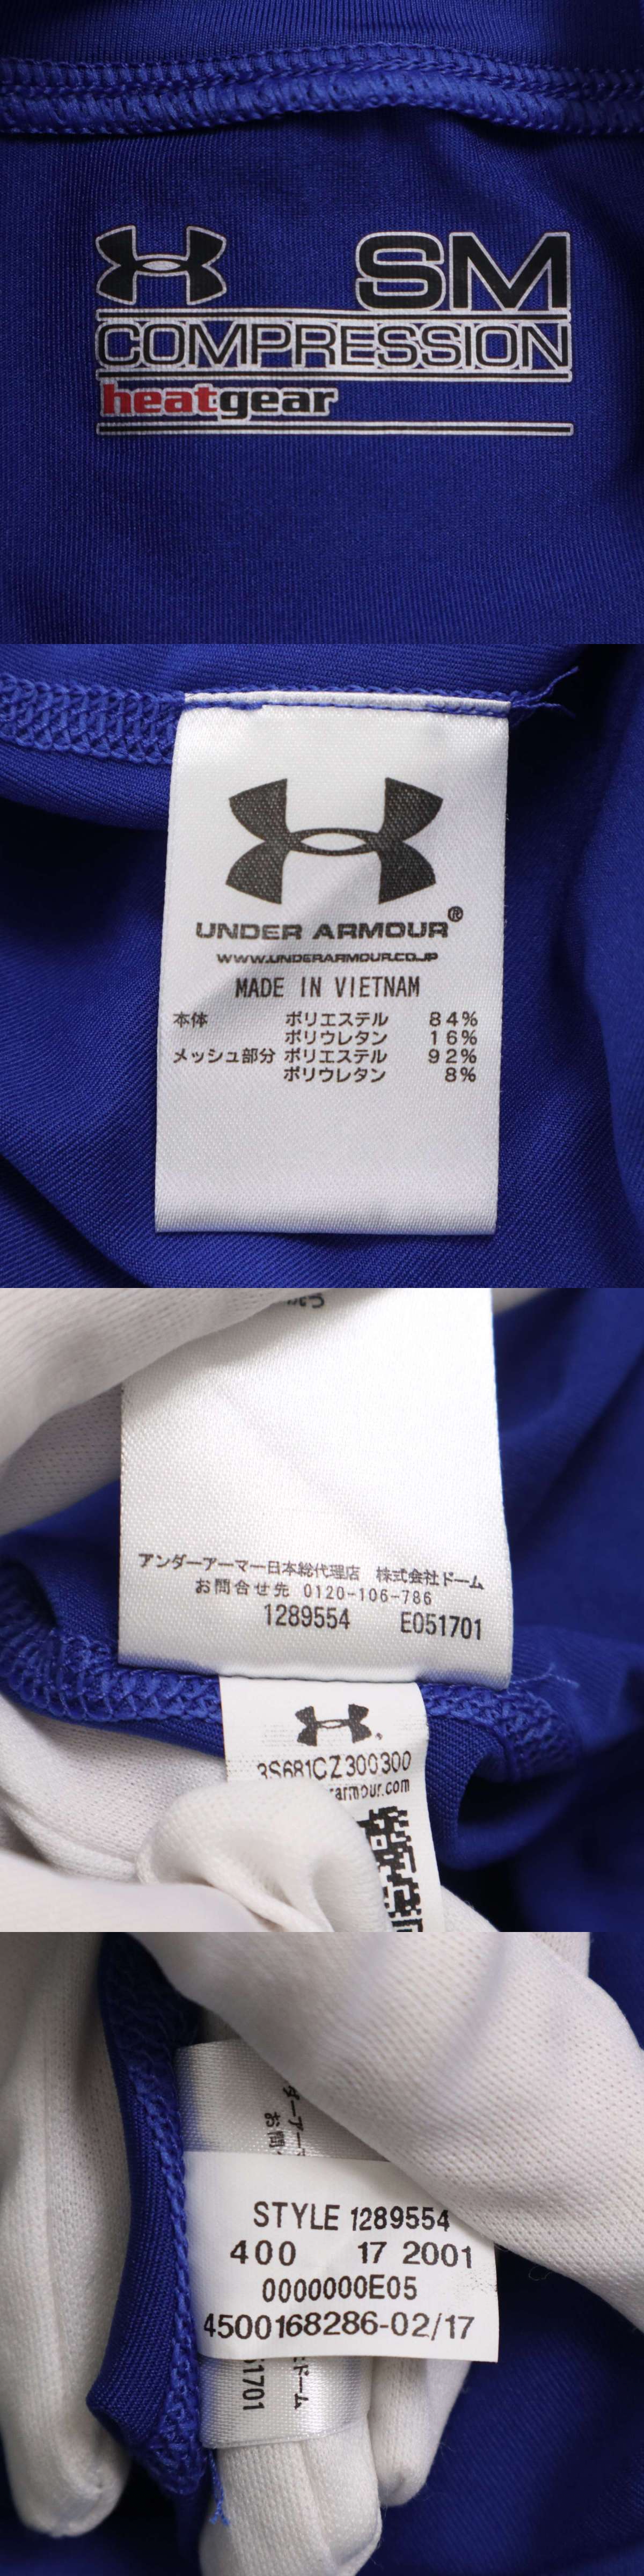 SM
COMPRESSION
heatgear
UNDER ARMOUR®
WWW.UNDERARMOUR.CO.JP
MADE IN VIETNAM
本体 ポリエステル 84%
ポリウレタン 16%
メッシュ部分 ポリエステル 92%
ポリウレタン 8%
アンダーアーマー日本総代理店 株式会社ドーム
お問合せ先 0120-106-786
1289554 E051701
3S681CZ300300
armour.com
STYLE 1289554
400 17 2001
0000000E05
4500168286-02/17
1701